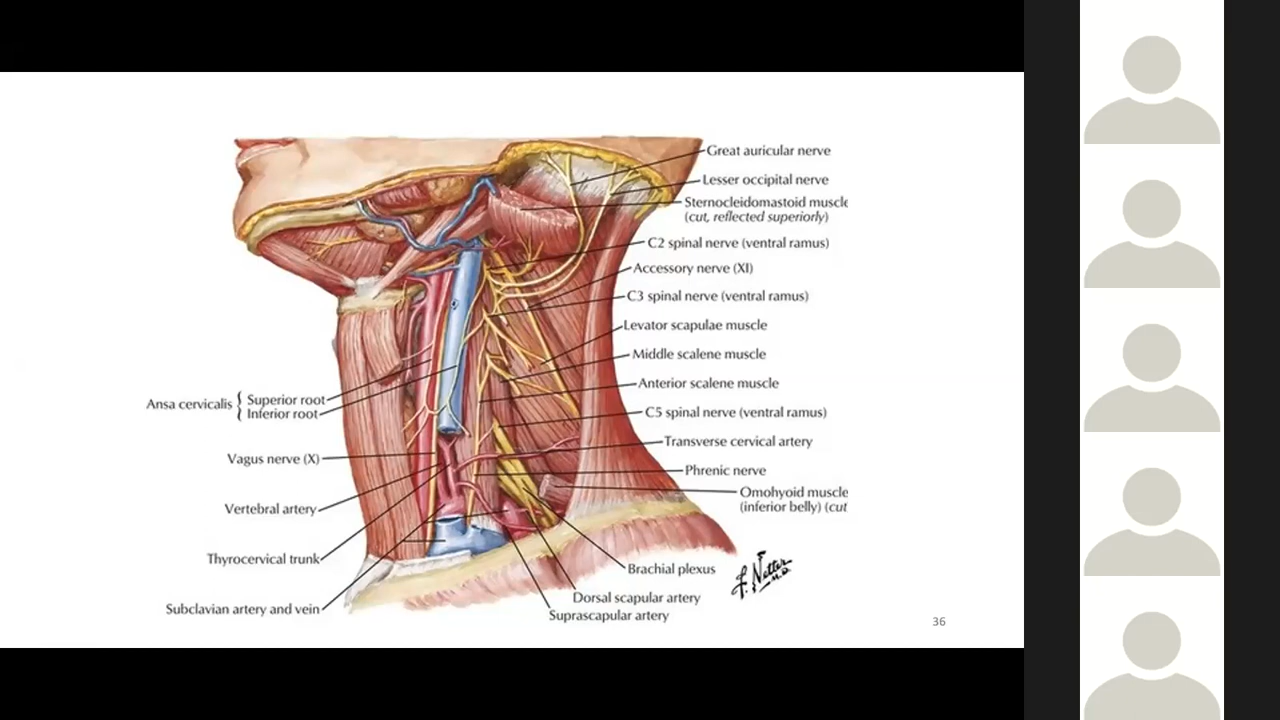 Great auricular nerve
Lesser occipital nerve
Sternocleidomastoid muscle
(cut, reflected superiorly)
C2 spinal nerve (ventral ramus)
Accessory nerve (XI)
C3 spinal nerve (ventral ramus)
Levator scapulae muscle
Middle scalene muscle
Anterior scalene muscle
C5 spinal nerve (ventral ramus)
Transverse cervical artery
Phrenic nerve
Omohyoid muscle
(inferior belly) (cut
Ansa cervicalis { Superior root
Inferior root
Vagus nerve (X)
Vertebral artery
Thyrocervical trunk
Subclavian artery and vein
Brachial plexus
Dorsal scapular artery
Suprascapular artery
F. Netter
M.D.
36